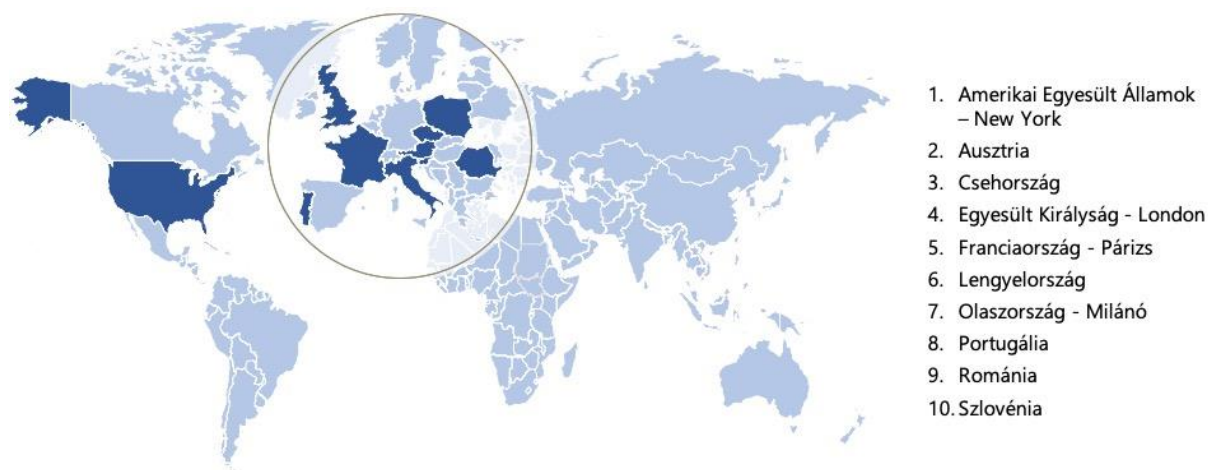 1. Amerikai Egyesült Államok
– New York
2. Ausztria
3. Csehország
4. Egyesült Királyság - London
5. Franciaország - Párizs
6. Lengyelország
7. Olaszország - Milánó
8. Portugália
9. Románia
10. Szlovénia